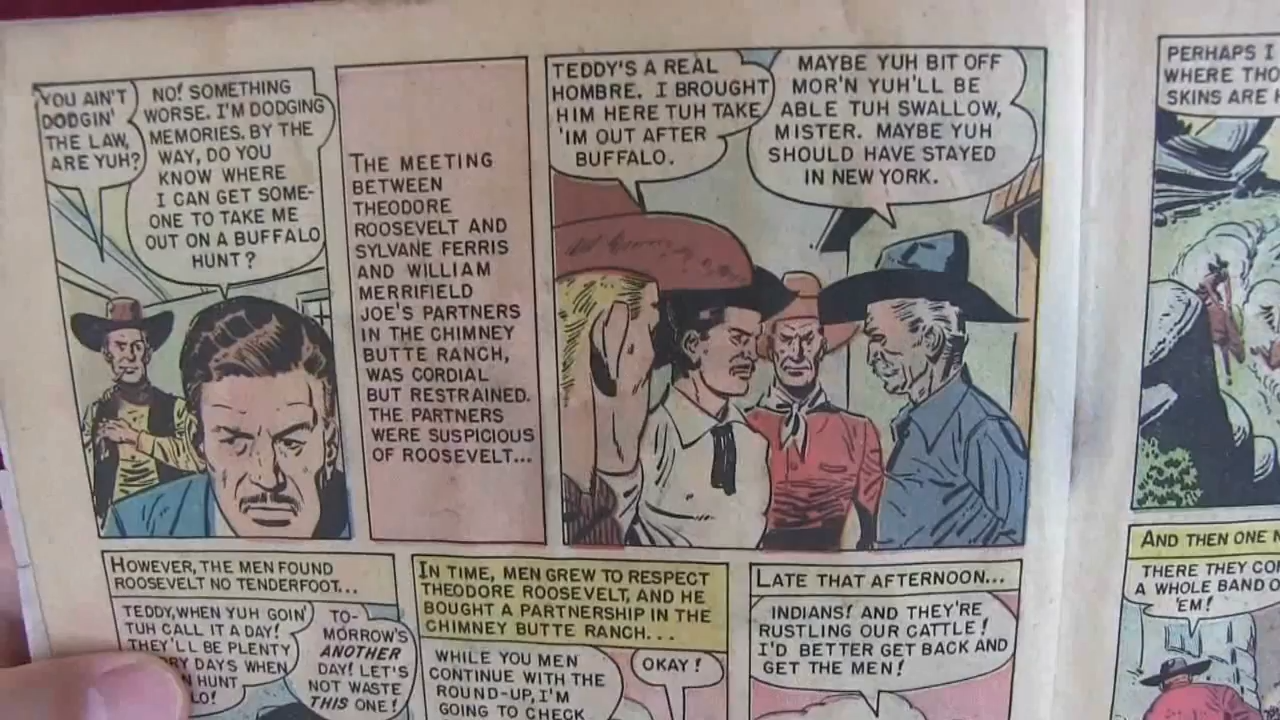 YOU AIN'T
DODGIN'
THE LAW,
ARE YUH?
NO! SOMETHING
WORSE. I'M DODGING
MEMORIES. BY THE
WAY, DO YOU
KNOW WHERE
I CAN GET SOME-
ONE TO TAKE ME
OUT ON A BUFFALO
HUNT?
THE MEETING
BETWEEN
THEODORE
ROOSEVELT AND
SYLVANE FERRIS
AND WILLIAM
MERRIFIELD
JOE'S PARTNERS
IN THE CHIMNEY
BUTTE RANCH,
WAS CORDIAL
BUT RESTRAINED.
THE PARTNERS
WERE SUSPICIOUS
OF ROOSEVELT...
TEDDY'S A REAL
HOMBRE. I BROUGHT
HIM HERE TUH TAKE
'IM OUT AFTER
BUFFALO.
MAYBE YUH BIT OFF
MOR'N YUH'LL BE
ABLE TUH SWALLOW,
MISTER. MAYBE YUH
SHOULD HAVE STAYED
IN NEW YORK.
PERHAPS I
WHERE THO
SKINS ARE
HOWEVER, THE MEN FOUND
ROOSEVELT NO TENDERFOOT...
TEDDY, WHEN YUH GOIN'
TUH CALL IT A DAY!
THEY'LL BE PLENTY
RY DAYS WHEN
N HUNT
LO!
TO-
MORROW'S
ANOTHER
DAY! LET'S
NOT WASTE
THIS ONE!
IN TIME, MEN GREW TO RESPECT
THEODORE ROOSEVELT, AND HE
BOUGHT A PARTNERSHIP IN THE
CHIMNEY BUTTE RANCH...
WHILE YOU MEN
CONTINUE WITH THE
ROUND-UP, I'M
GOING TO CHECK
OKAY!
LATE THAT AFTERNOON...
INDIANS! AND THEY'RE
RUSTLING OUR CATTLE!
I'D BETTER GET BACK AND
GET THE MEN!
AND THEN ONE
THERE THEY
A WHOLE BAND
'EM!